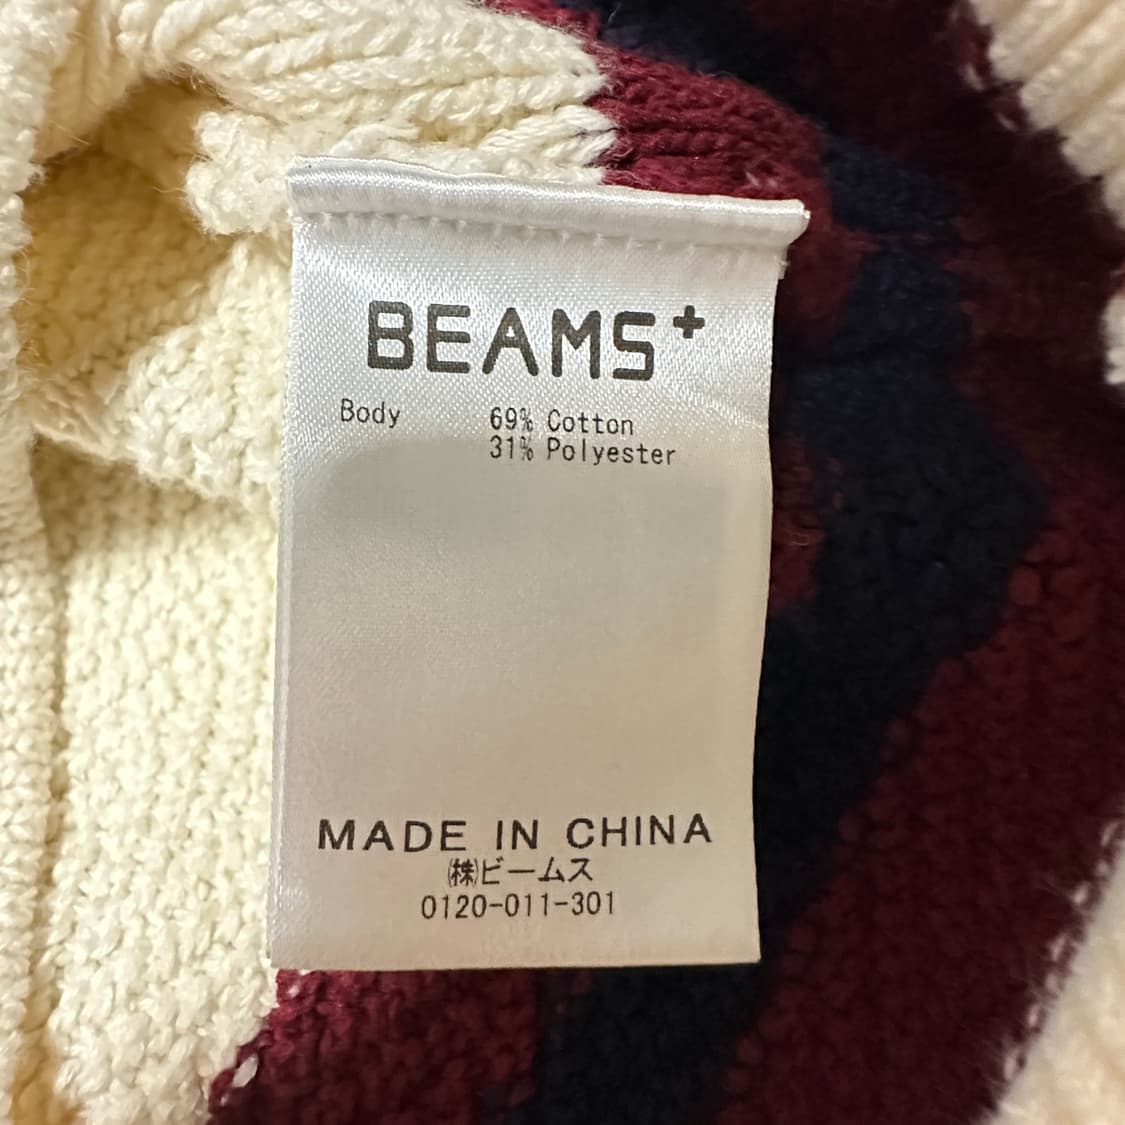 BEAMS+
Body 69% Cotton
31% Polyester
MADE IN CHINA
㈱ビームス
0120-011-301